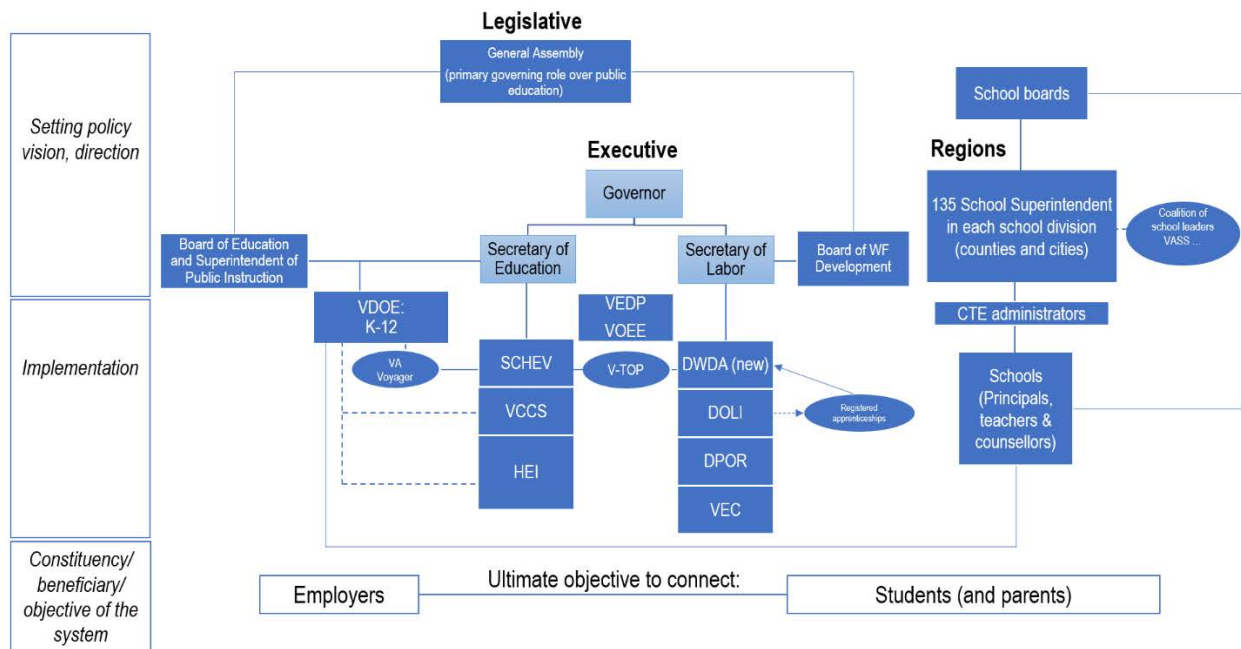 Legislative
General Assembly
(primary governing role over public
education)
Setting policy
vision, direction
School boards
Executive
Regions
Governor
135 School Superintendent
in each school division
(counties and cities)
Coalition of
school leaders
VASS ...
Board of Education
and Superintendent of
Public Instruction
Secretary of
Education
Secretary of
Labor
Board of WF
Development
VDOE:
K-12
VEDP
VOEE
CTE administrators
Implementation
VA
Voyager
SCHEV
V-TOP
DWDA (new)
Schools
(Principals,
teachers &
counsellors)
VCCS
DOLI
Registered
apprenticeships
HEI
DPOR
VEC
Constituency/
beneficiary/
objective of the
system
Employers
Ultimate objective to connect:
Students (and parents)